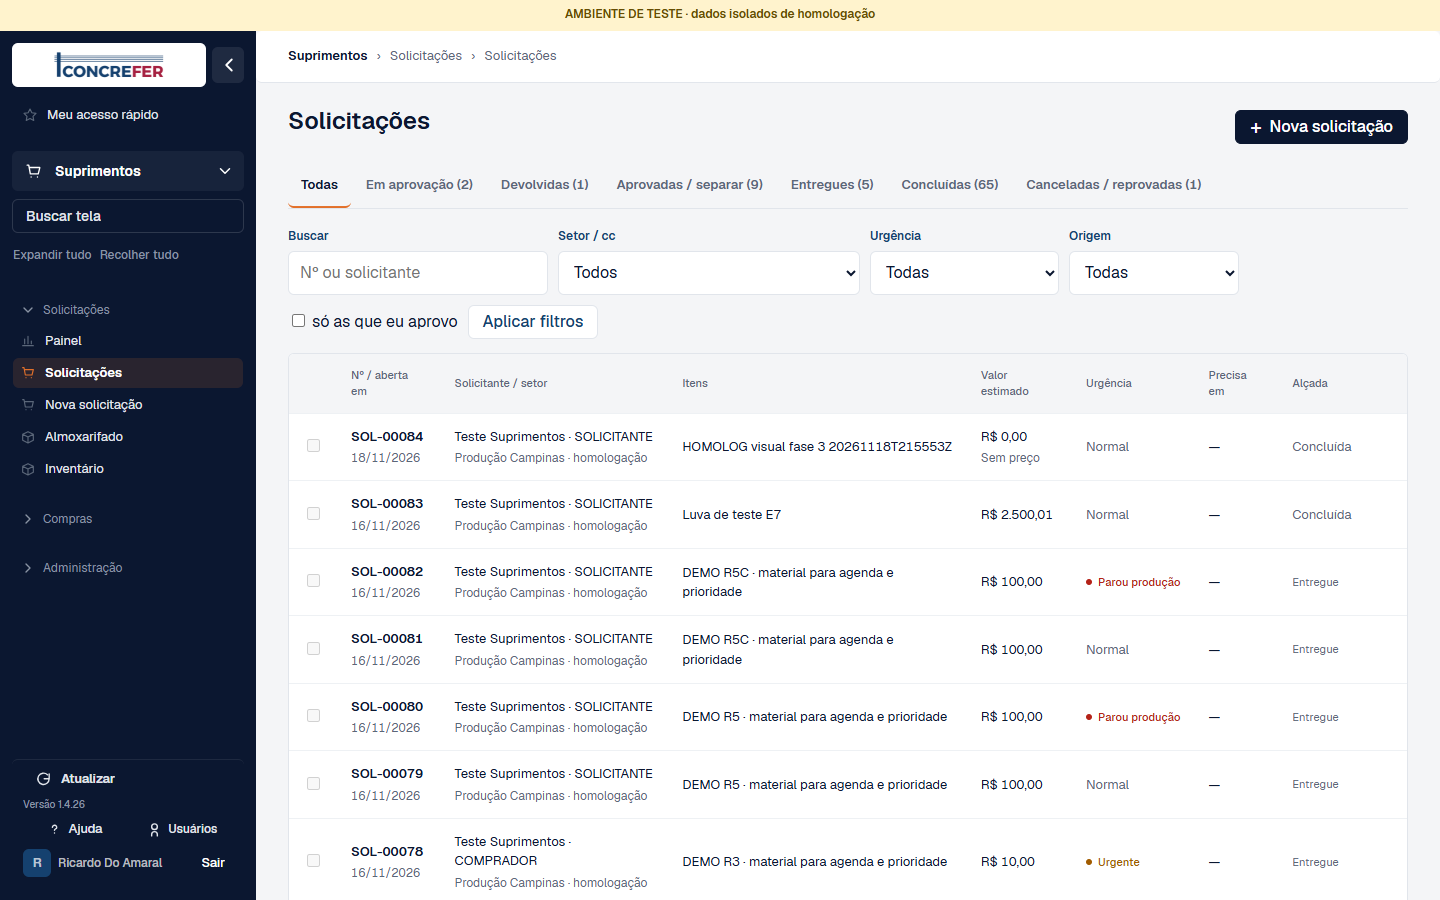 AMBIENTE DE TESTE · dados isolados de homologação
CONCREFER
Meu acesso rápido
Suprimentos
Buscar tela
Expandir tudo Recolher tudo
Solicitações
Painel
Solicitações
Nova solicitação
Almoxarifado
Inventário
Compras
Administração
Atualizar
Versão 1.4.26
? Ajuda Usuários
R Ricardo Do Amaral Sair
Suprimentos › Solicitações › Solicitações
Solicitações
+ Nova solicitação
Todas Em aprovação (2) Devolvidas (1) Aprovadas / separar (9) Entregues (5) Concluídas (65) Canceladas / reprovadas (1)
Buscar Setor / cc Urgência Origem
Nº ou solicitante Todos Todas Todas
só as que eu aprovo Aplicar filtros
Nº / aberta em Solicitante / setor Itens Valor estimado Urgência Precisa em Alçada
SOL-00084 Teste Suprimentos · SOLICITANTE HOMOLOG visual fase 3 20261118T215553Z R$ 0,00 Normal — Concluída
18/11/2026 Produção Campinas · homologação Sem preço
SOL-00083 Teste Suprimentos · SOLICITANTE Luva de teste E7 R$ 2.500,01 Normal — Concluída
16/11/2026 Produção Campinas · homologação
SOL-00082 Teste Suprimentos · SOLICITANTE DEMO R5C · material para agenda e prioridade R$ 100,00 Parou produção — Entregue
16/11/2026 Produção Campinas · homologação
SOL-00081 Teste Suprimentos · SOLICITANTE DEMO R5C · material para agenda e prioridade R$ 100,00 Normal — Entregue
16/11/2026 Produção Campinas · homologação
SOL-00080 Teste Suprimentos · SOLICITANTE DEMO R5 · material para agenda e prioridade R$ 100,00 Parou produção — Entregue
16/11/2026 Produção Campinas · homologação
SOL-00079 Teste Suprimentos · SOLICITANTE DEMO R5 · material para agenda e prioridade R$ 100,00 Normal — Entregue
16/11/2026 Produção Campinas · homologação
SOL-00078 Teste Suprimentos · COMPRADOR DEMO R3 · material para agenda e prioridade R$ 10,00 Urgente — Entregue
16/11/2026 Produção Campinas · homologação